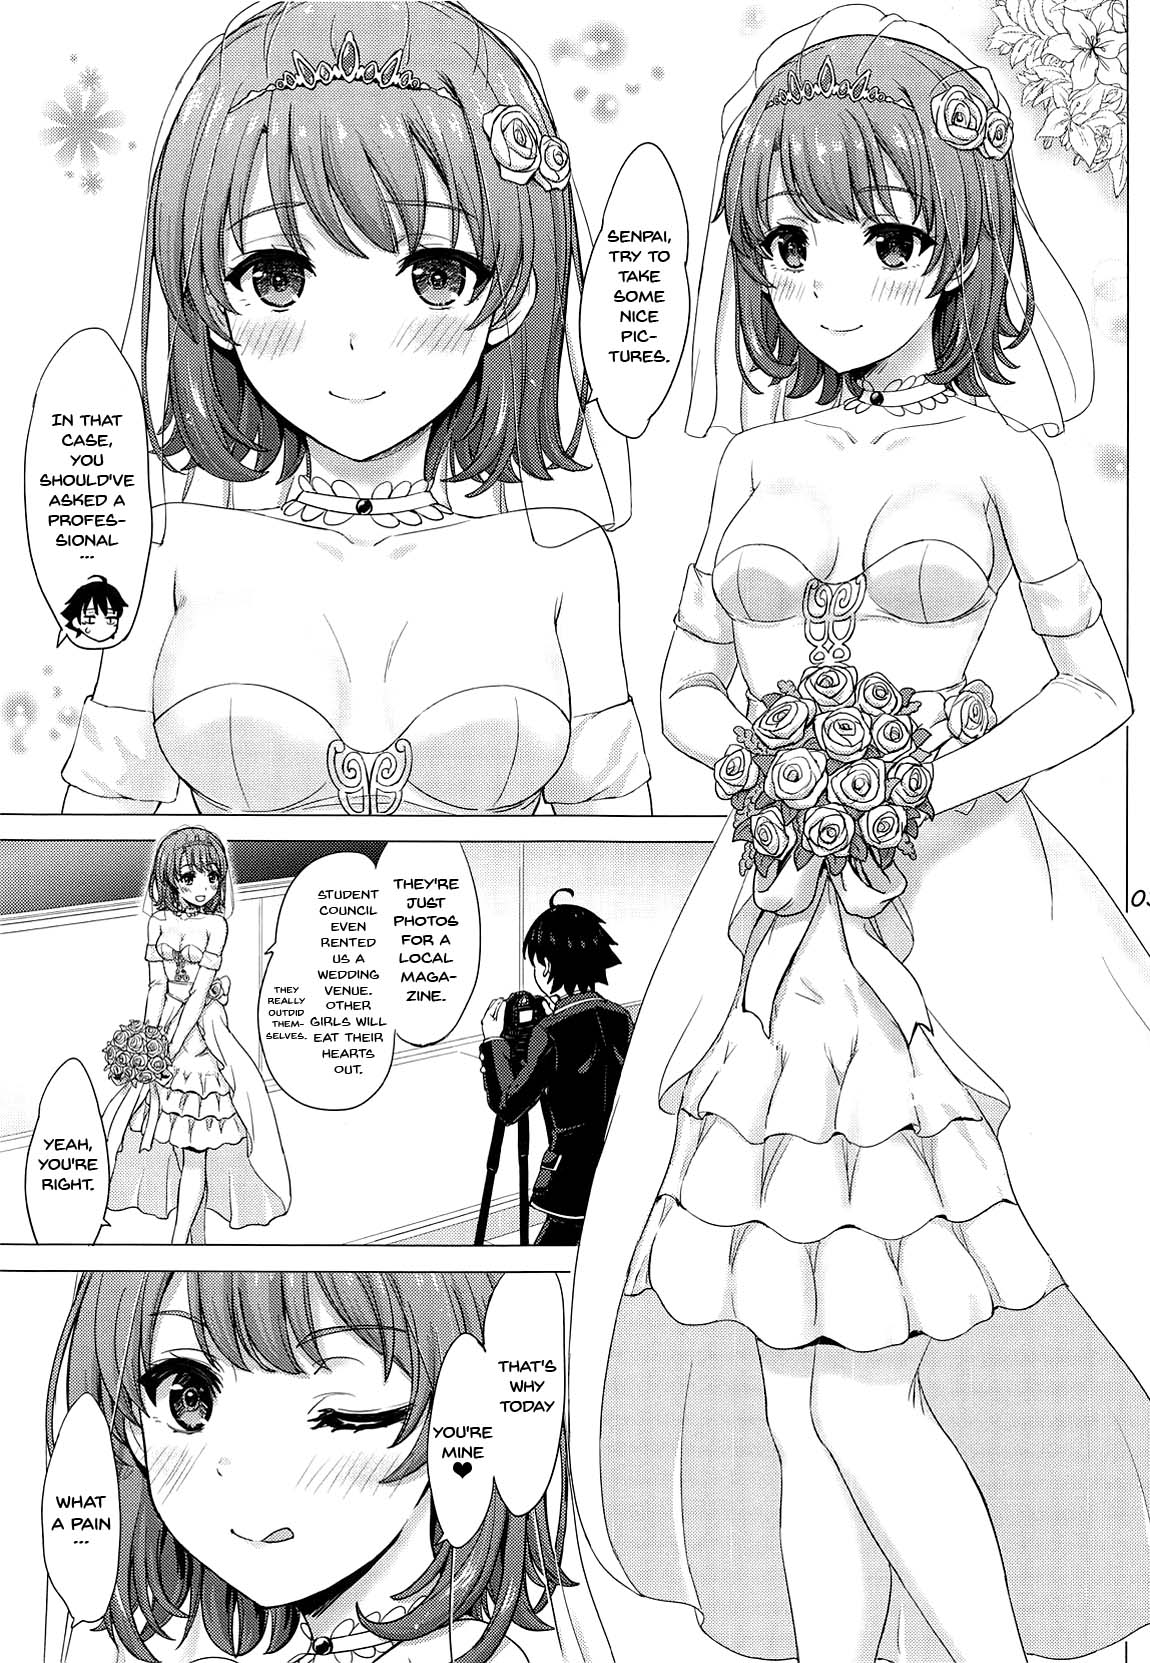 SENPAI,
TRY TO
TAKE
SOME
NICE
PIC-
TURES.
IN THAT
CASE,
YOU
SHOULD'VE
ASKED A
PROFES-
SIONAL
...
THEY'RE
JUST
PHOTOS
FOR A
LOCAL
MAGA-
ZINE.
STUDENT
COUNCIL
EVEN
RENTED
US A
WEDDING
VENUE.
OTHER
GIRLS WILL
EAT THEIR
HEARTS
OUT.
THEY
REALLY
OUTDID
THEM-
SELVES.
YEAH,
YOU'RE
RIGHT.
THAT'S
WHY
TODAY
YOU'RE
MINE
♥
WHAT
A PAIN
...